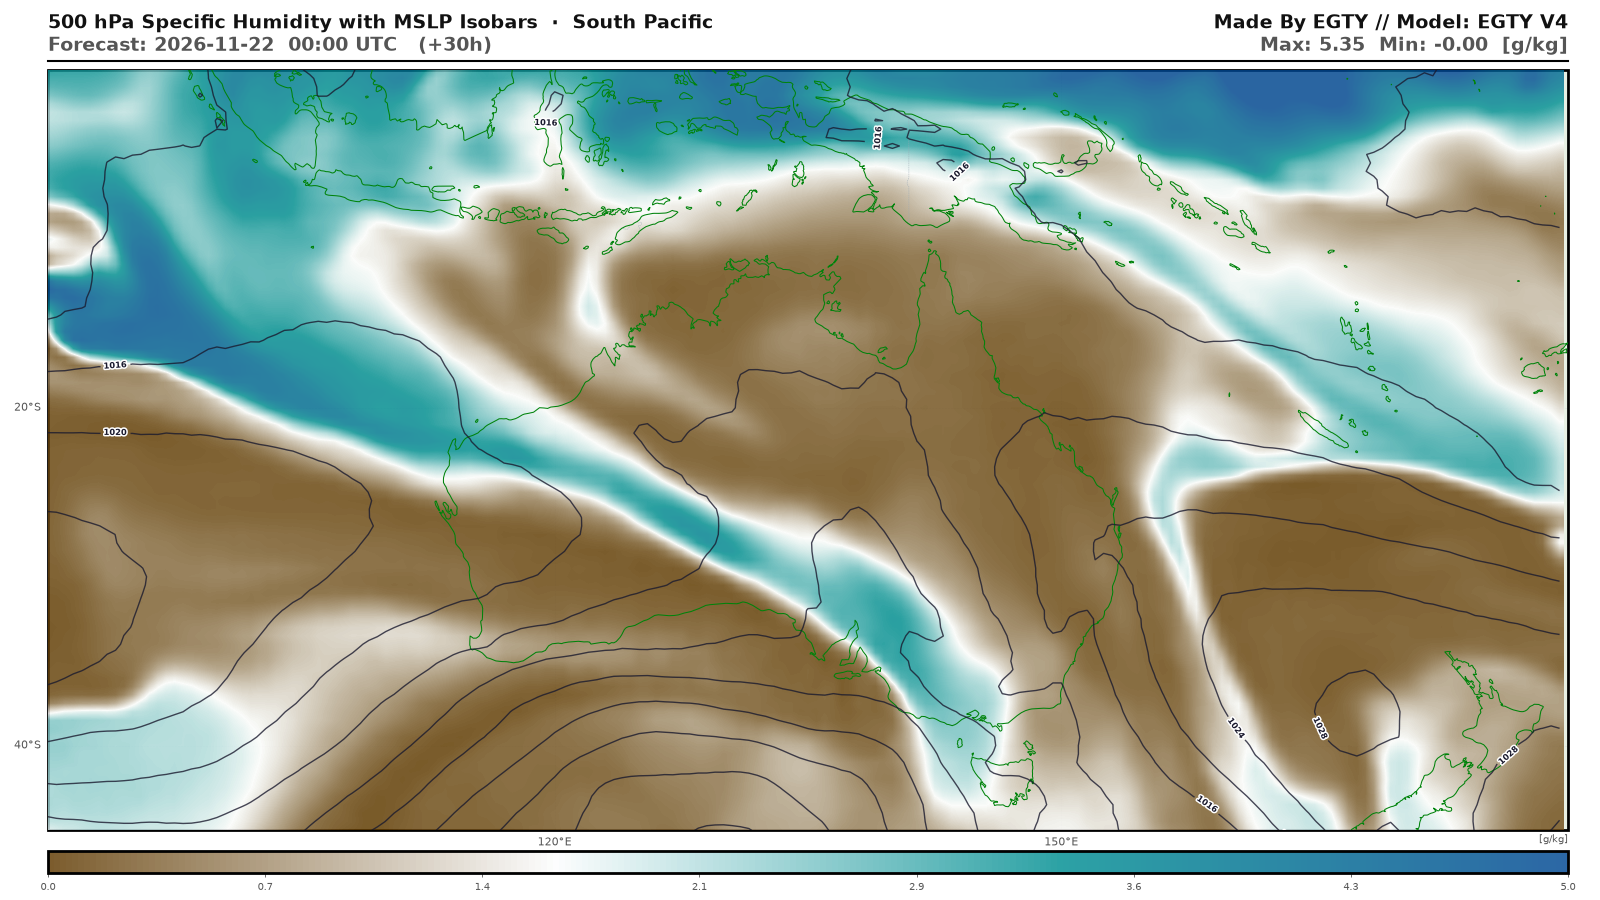 500 hPa Specific Humidity with MSLP Isobars · South Pacific
Made By EGTY // Model: EGTY V4
Forecast: 2026-11-22 00:00 UTC (+30h)
Max: 5.35 Min: -0.00 [g/kg]
1016
1016
1016
1016
20°S
1020
1024
1028
1028
40°S
1016
120°E
150°E
[g/kg]
0.0
0.7
1.4
2.1
2.9
3.6
4.3
5.0